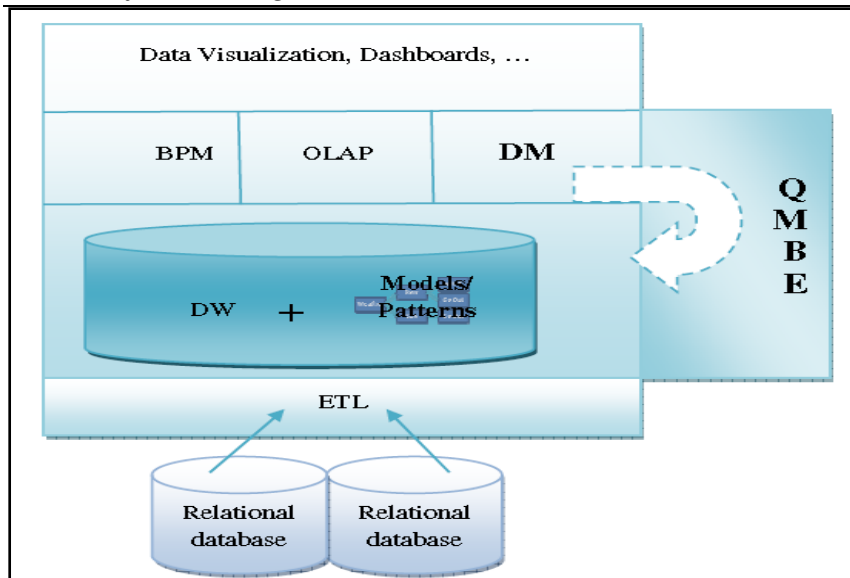 Data Visualization, Dashboards, ...
BPM
OLAP
DM
Q
M
B
E
DW
+
Models/
Patterns
ETL
Relational
database
Relational
database